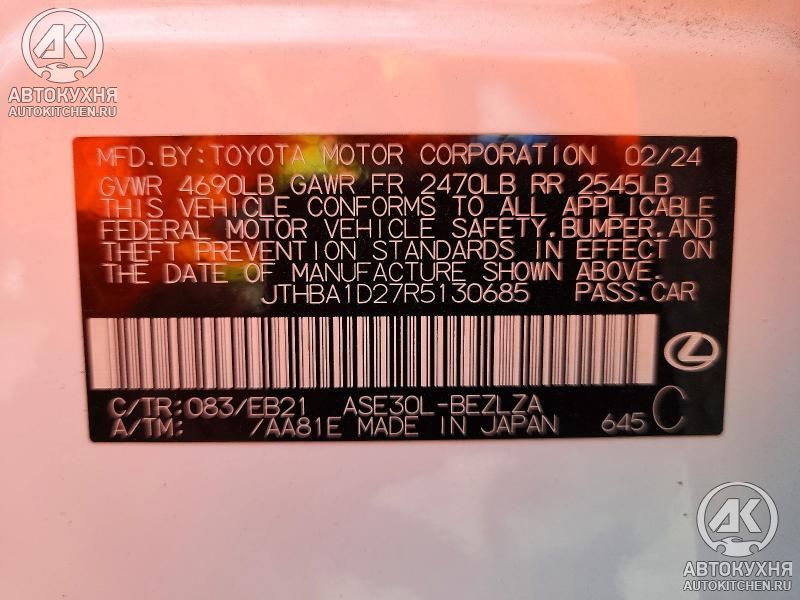 AK
АВТОКУХНЯ
AUTOKITCHEN.RU
MFD. BY: TOYOTA MOTOR CORPORATION 02/24
GVWR 4690LB GAWR FR 2470LB RR 2545LB
THIS VEHICLE CONFORMS TO ALL APPLICABLE
FEDERAL MOTOR VEHICLE SAFETY,BUMPER,AND
THEFT PREVENTION STANDARDS IN EFFECT ON
THE DATE OF MANUFACTURE SHOWN ABOVE.
JTHBA1D27R5130685 PASS.CAR
C/TR:083/EB21 ASE30L-BEZLZA
A/TM: /AA81E MADE IN JAPAN 645 C
AK
АВТОКУХНЯ
AUTOKITCHEN.RU